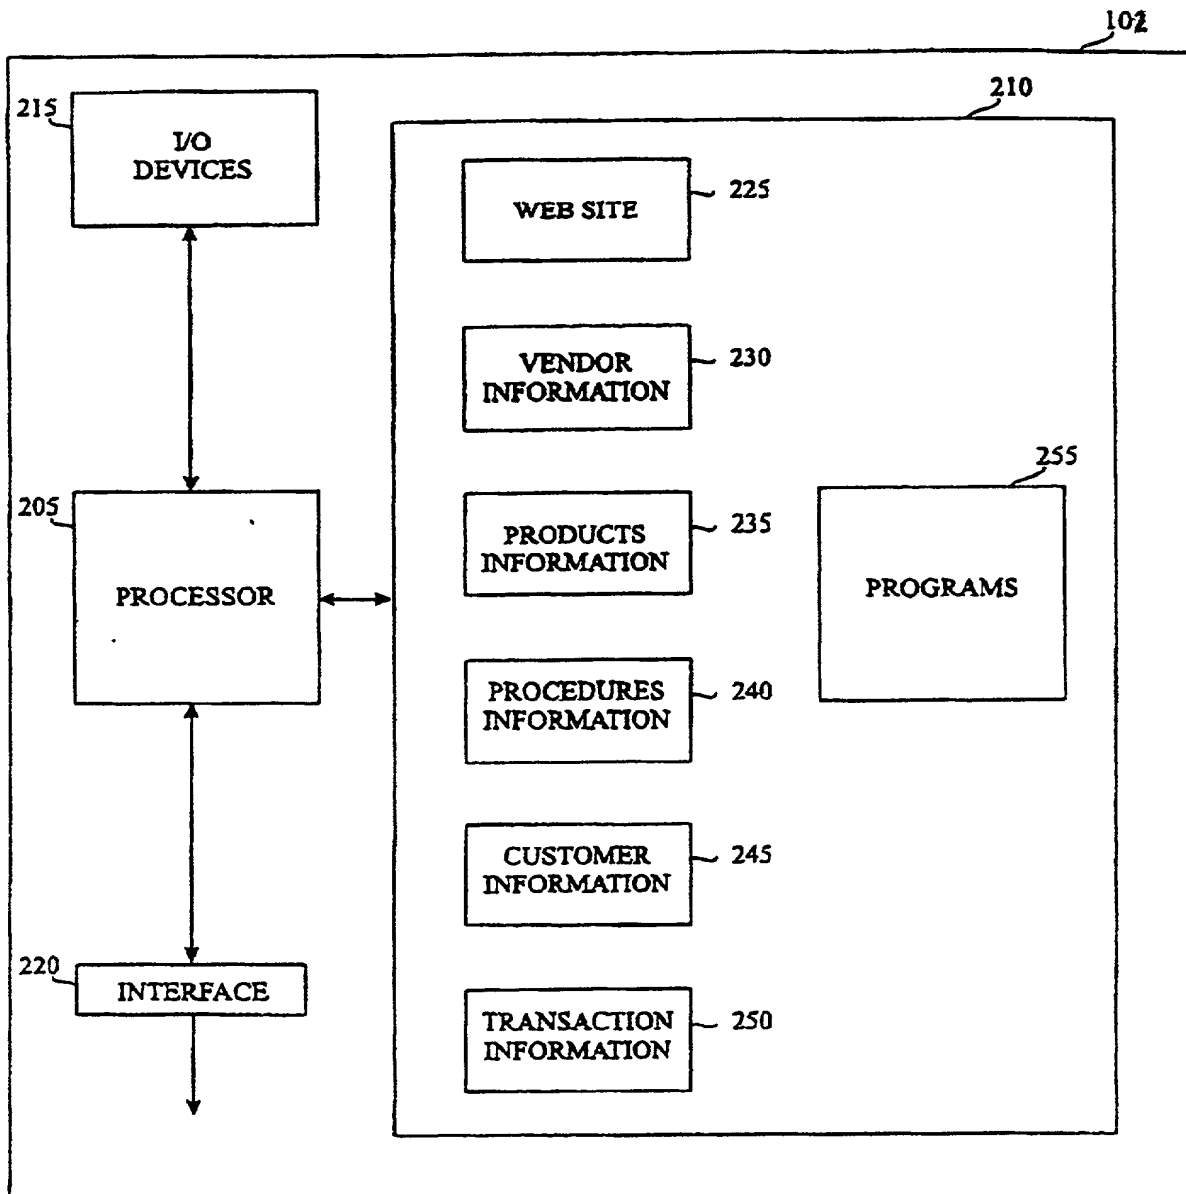 102
215
I/O
DEVICES
210
WEB SITE
225
VENDOR
INFORMATION
230
255
205
PROCESSOR
PRODUCTS
INFORMATION
235
PROGRAMS
PROCEDURES
INFORMATION
240
CUSTOMER
INFORMATION
245
220
INTERFACE
TRANSACTION
INFORMATION
250